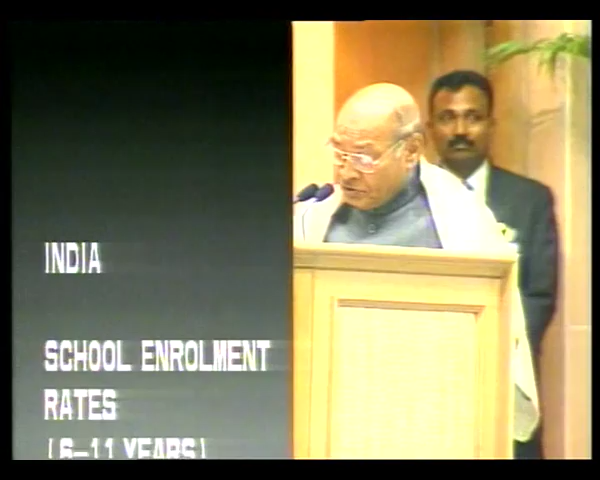 INDIA
SCHOOL ENROLMENT
RATES
(6-11 YEARS)